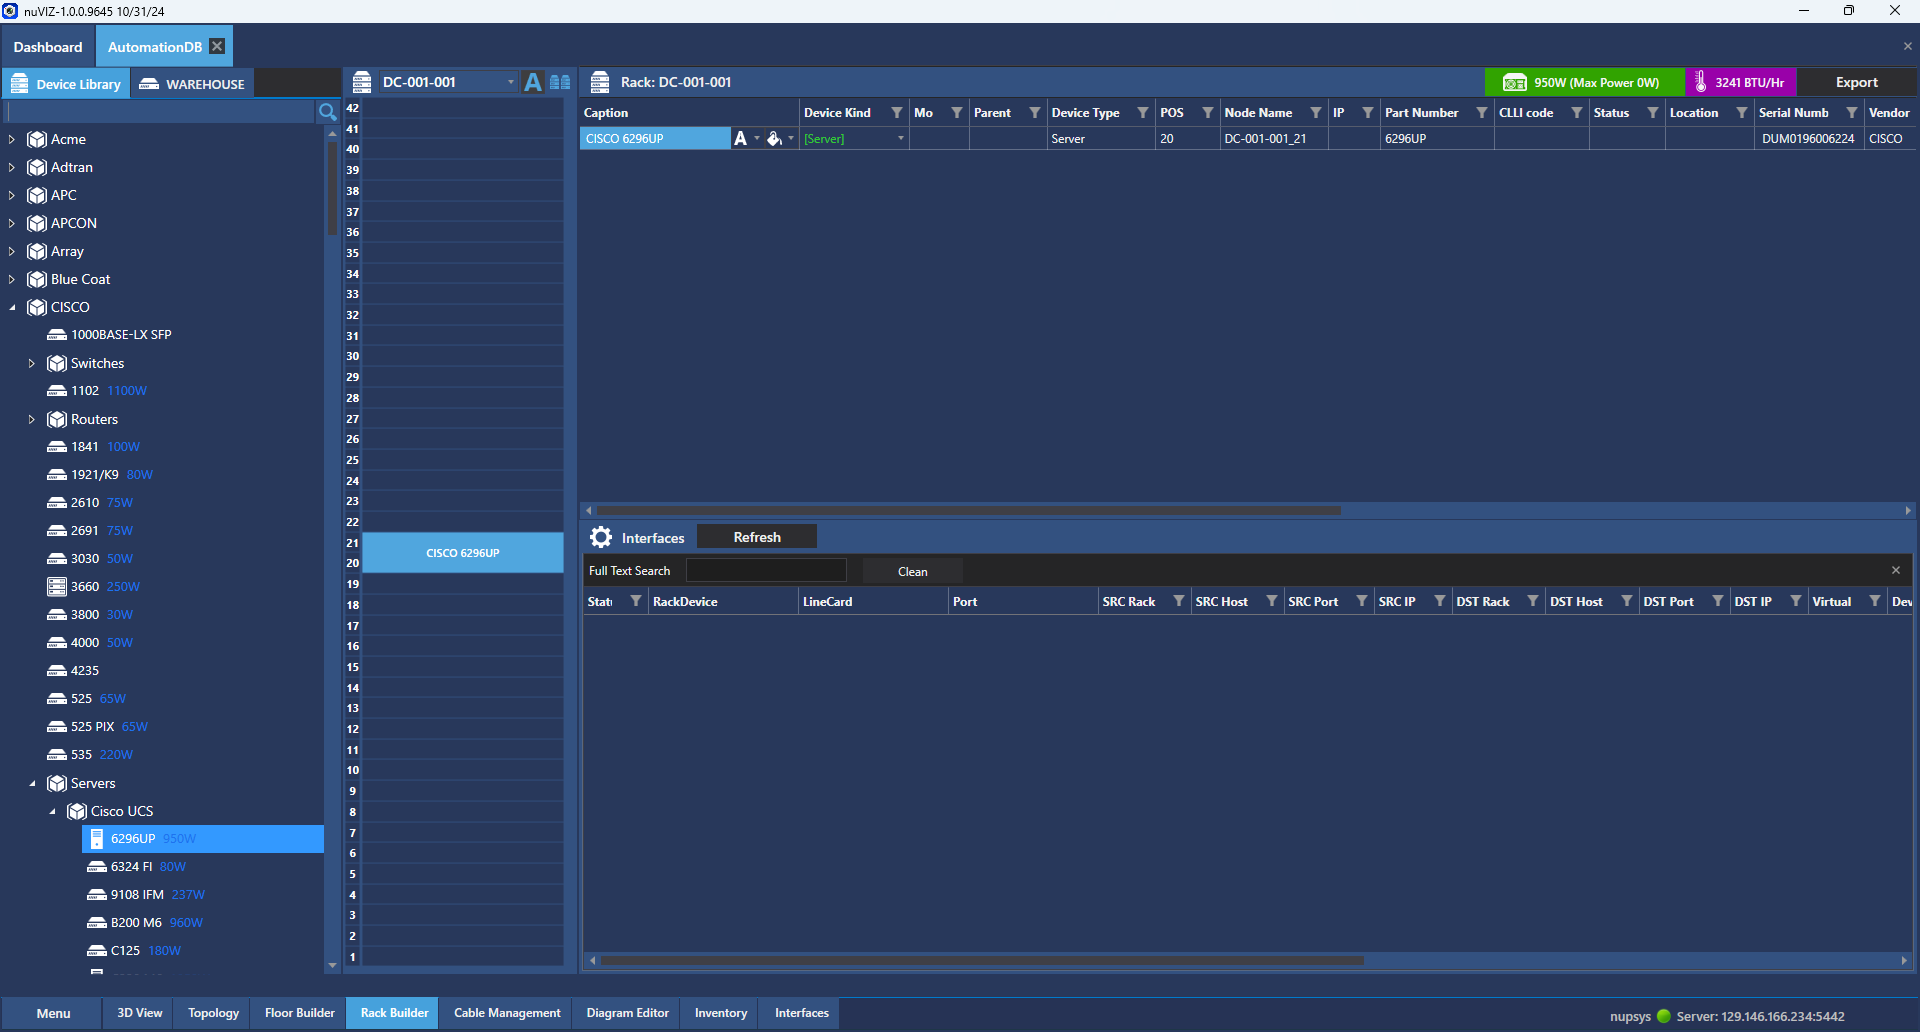 nuVIZ-1.0.0.9645 10/31/24
Dashboard AutomationDB
Device Library WAREHOUSE DC-001-001 A Rack: DC-001-001 950W (Max Power 0W) 3241 BTU/Hr Export
Caption Device Kind Mo Parent Device Type POS Node Name IP Part Number CLLI code Status Location Serial Numb Vendor
CISCO 6296UP A [Server] Server 20 DC-001-001_21 6296UP DUM0196006224 CISCO
Acme
Adtran
APC
APCON
Array
Blue Coat
CISCO
1000BASE-LX SFP
Switches
1102 1100W
Routers
1841 100W
1921/K9 80W
2610 75W
2691 75W
3030 50W
3660 250W
3800 30W
4000 50W
4235
525 65W
525 PIX 65W
535 220W
Servers
Cisco UCS
6296UP 950W
6324 FI 80W
9108 IFM 237W
B200 M6 960W
C125 180W
42
41
40
39
38
37
36
35
34
33
32
31
30
29
28
27
26
25
24
23
22
21
CISCO 6296UP
20
19
18
17
16
15
14
13
12
11
10
9
8
7
6
5
4
3
2
1
Interfaces Refresh
Full Text Search Clean
Stat RackDevice LineCard Port SRC Rack SRC Host SRC Port SRC IP DST Rack DST Host DST Port DST IP Virtual Dev
Menu 3D View Topology Floor Builder Rack Builder Cable Management Diagram Editor Inventory Interfaces
nupsys Server: 129.146.166.234:5442